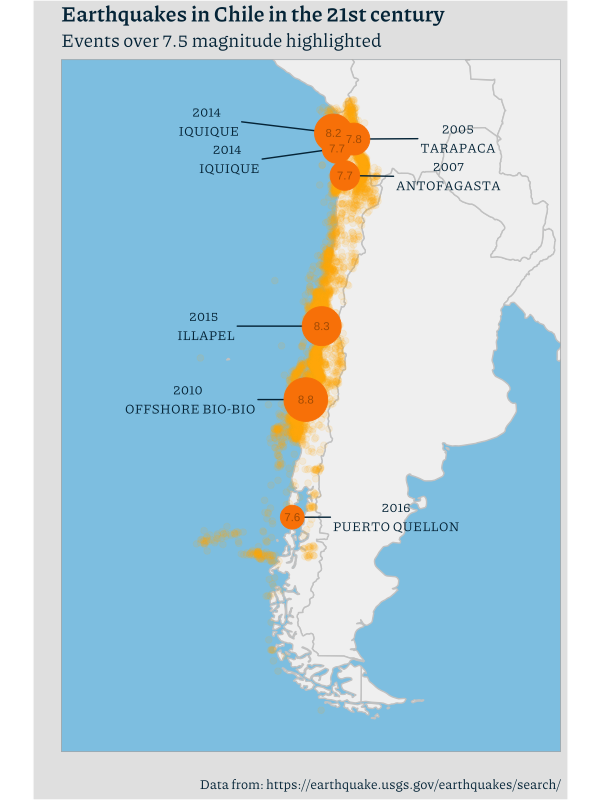 Earthquakes in Chile in the 21st century
Events over 7.5 magnitude highlighted
2014
IQUIQUE
8.2
7.8
2005
TARAPACA
2014
IQUIQUE
7.7
2007
ANTOFAGASTA
7.7
2015
ILLAPEL
8.3
2010
OFFSHORE BIO-BIO
8.8
2016
PUERTO QUELLON
7.6
Data from: https://earthquake.usgs.gov/earthquakes/search/